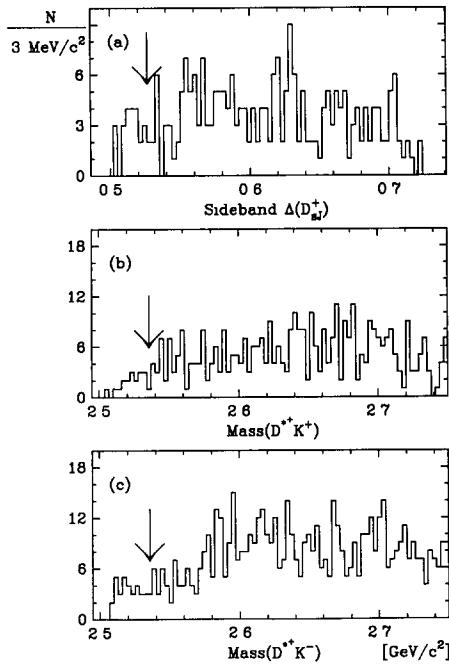 N
3 MeV/c²
(a)
6
3
0
0 5
0 6
0 7
Sideband Δ(D⁺sJ)
18
(b)
12
6
0
2 5
2 6
2 7
Mass(D*⁺K⁺)
18
(c)
12
6
0
2 5
2 6
2 7
Mass(D*⁺K⁻) [GeV/c²]